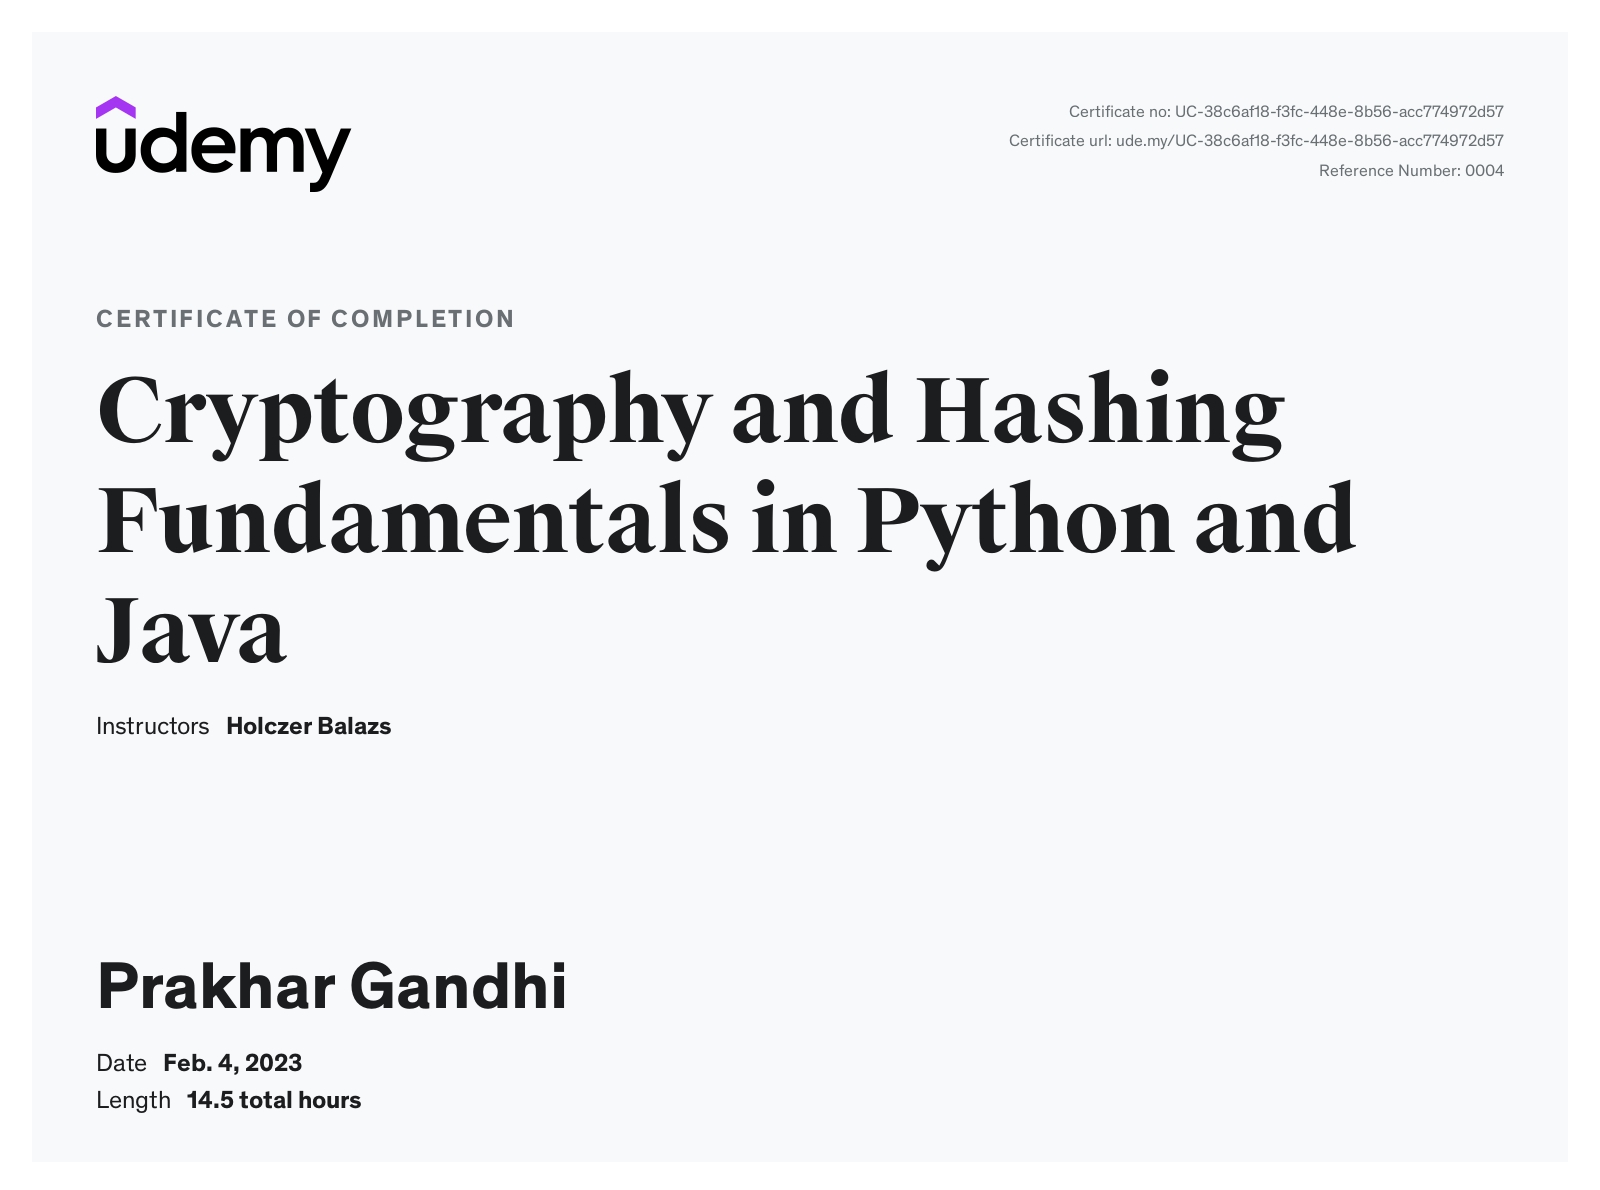 udemy
Certificate no: UC-38c6af18-f3fc-448e-8b56-acc774972d57
Certificate url: ude.my/UC-38c6af18-f3fc-448e-8b56-acc774972d57
Reference Number: 0004
CERTIFICATE OF COMPLETION
Cryptography and Hashing
Fundamentals in Python and
Java
Instructors Holczer Balazs
Prakhar Gandhi
Date Feb. 4, 2023
Length 14.5 total hours